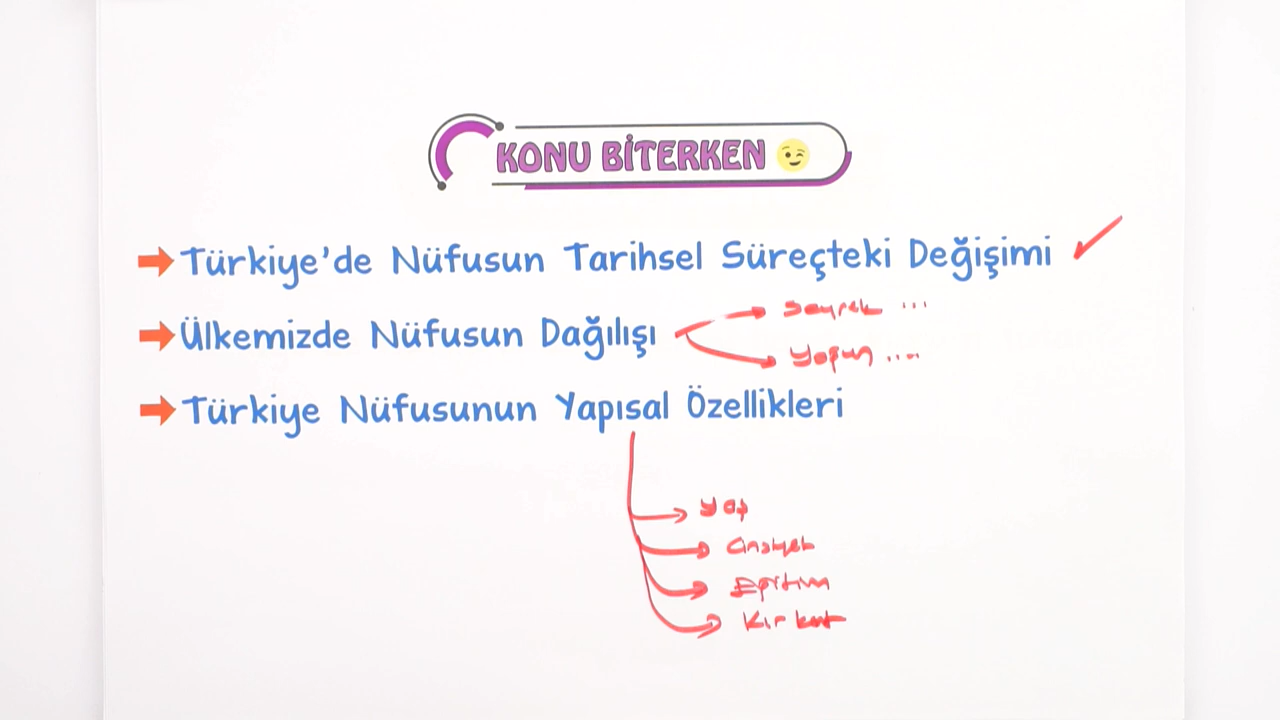 KONU BİTERKEN
Türkiye'de Nüfusun Tarihsel Süreçteki Değişimi
Ülkemizde Nüfusun Dağılışı
Seyrek ...
Yoğun ....
Türkiye Nüfusunun Yapısal Özellikleri
Yaş
Cinsiyet
Eğitim
Kır kent